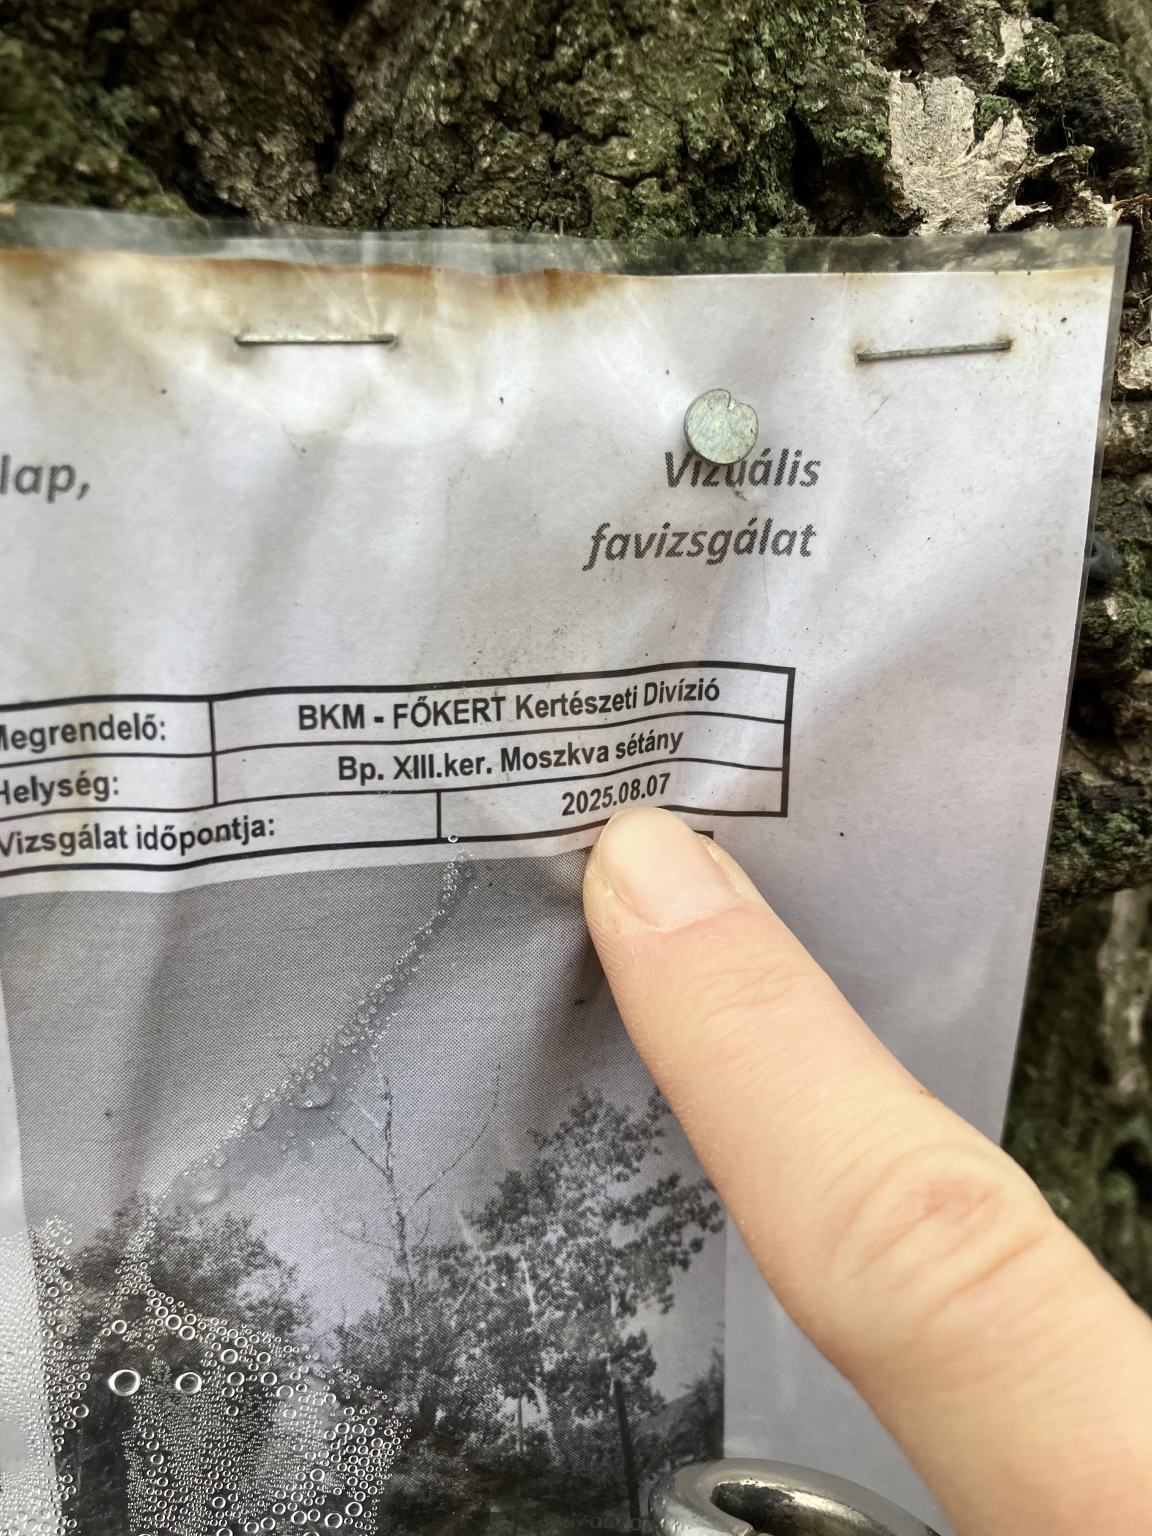 lap,
Vizuális
favizsgálat
Megrendelő: BKM - FŐKERT Kertészeti Divízió
Helység: Bp. XIII.ker. Moszkva sétány
Vizsgálat időpontja: 2025.08.07